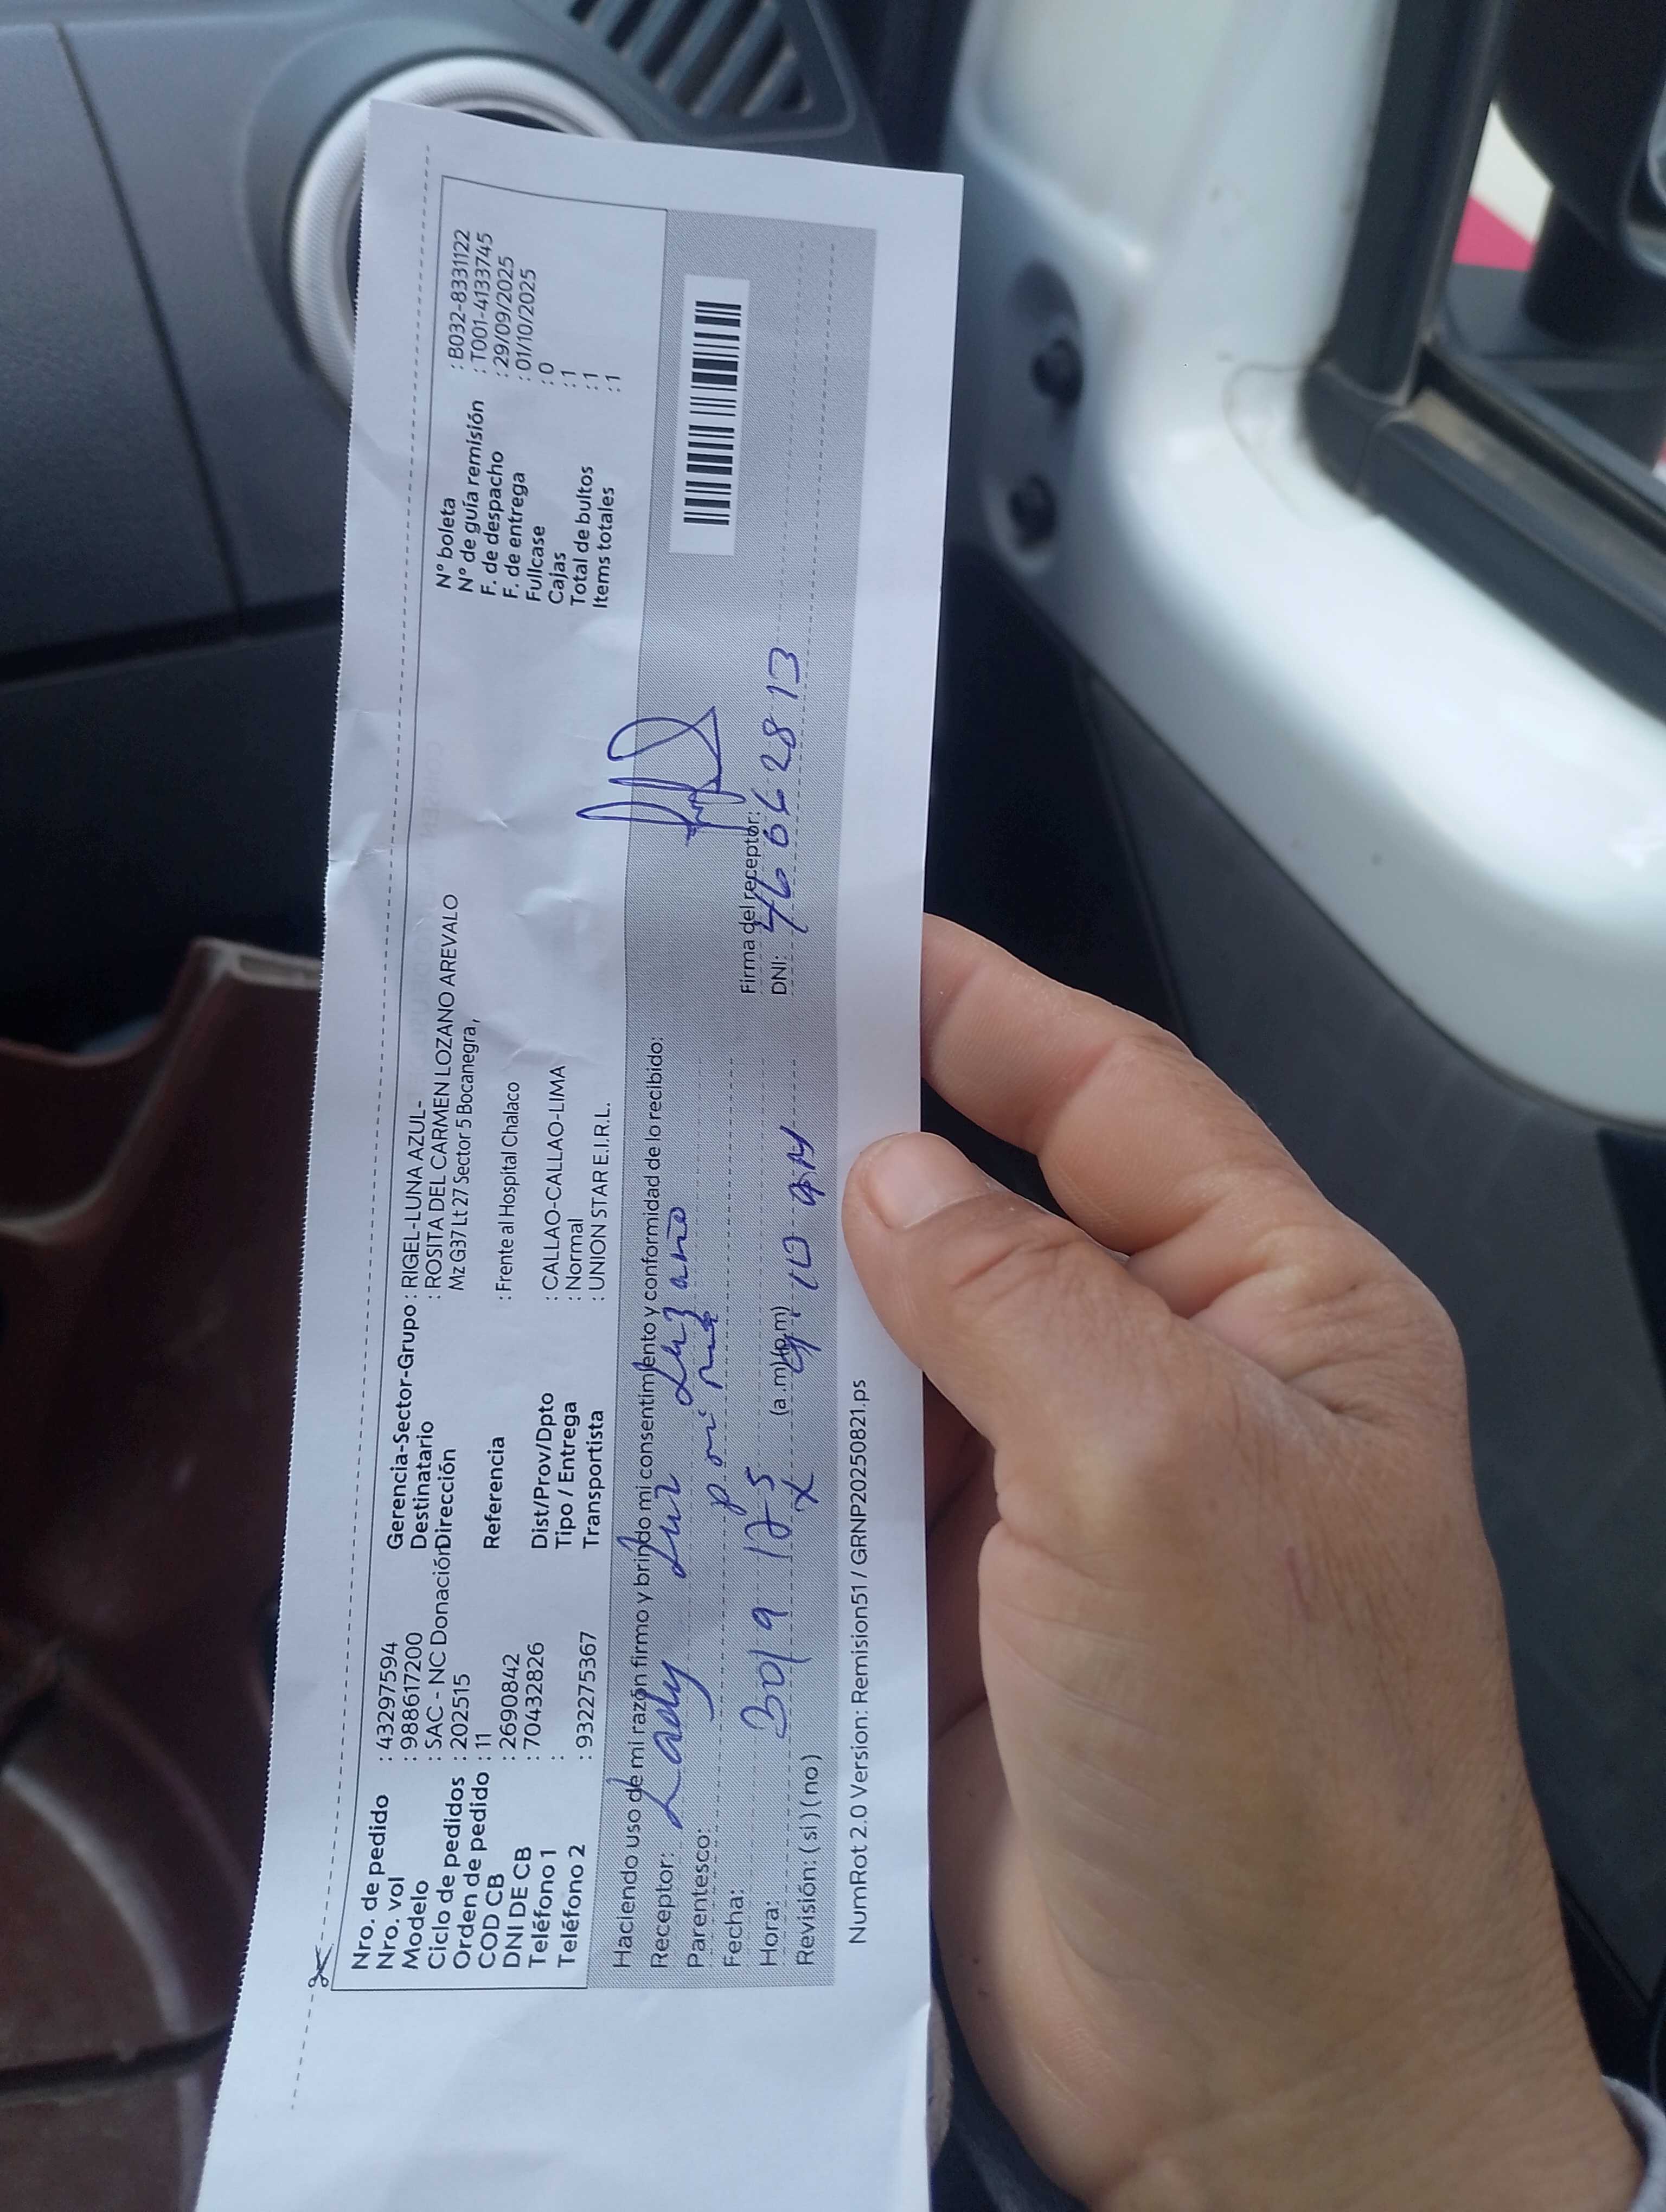 Nro. de pedido : 43297594
Nro. vol : 988617200
Modelo : SAC - NC Donación
Ciclo de pedidos : 202515
Orden de pedido : 11
COD CB : 2690842
DNI DE CB : 70432826
Teléfono 1 :
Teléfono 2 : 932275367
Gerencia-Sector-Grupo : RIGEL-LUNA AZUL-
Destinatario : ROSITA DEL CARMEN LOZANO AREVALO
Dirección Mz G37 Lt 27 Sector 5 Bocanegra,
Referencia : Frente al Hospital Chalaco
Dist/Prov/Dpto : CALLAO-CALLAO-LIMA
Tipo / Entrega : Normal
Transportista : UNION STAR E.I.R.L.
N° boleta : B032-8331122
N° de guía remisión : T001-4133745
F. de despacho : 29/09/2025
F. de entrega : 01/10/2025
Fullcase : 0
Cajas : 1
Total de bultos : 1
Items totales : 1
Haciendo uso de mi razón firmo y brindo mi consentimiento y conformidad de lo recibido:
Receptor: Lady Luz
Parentesco:
Fecha: 30/9
Hora: (a.m)(p.m) 10 am
Revisión: (si) (no) x
Firma del receptor:
DNI: 46062813
NumRot 2.0 Version: Remision51 / GRNP20250821.ps